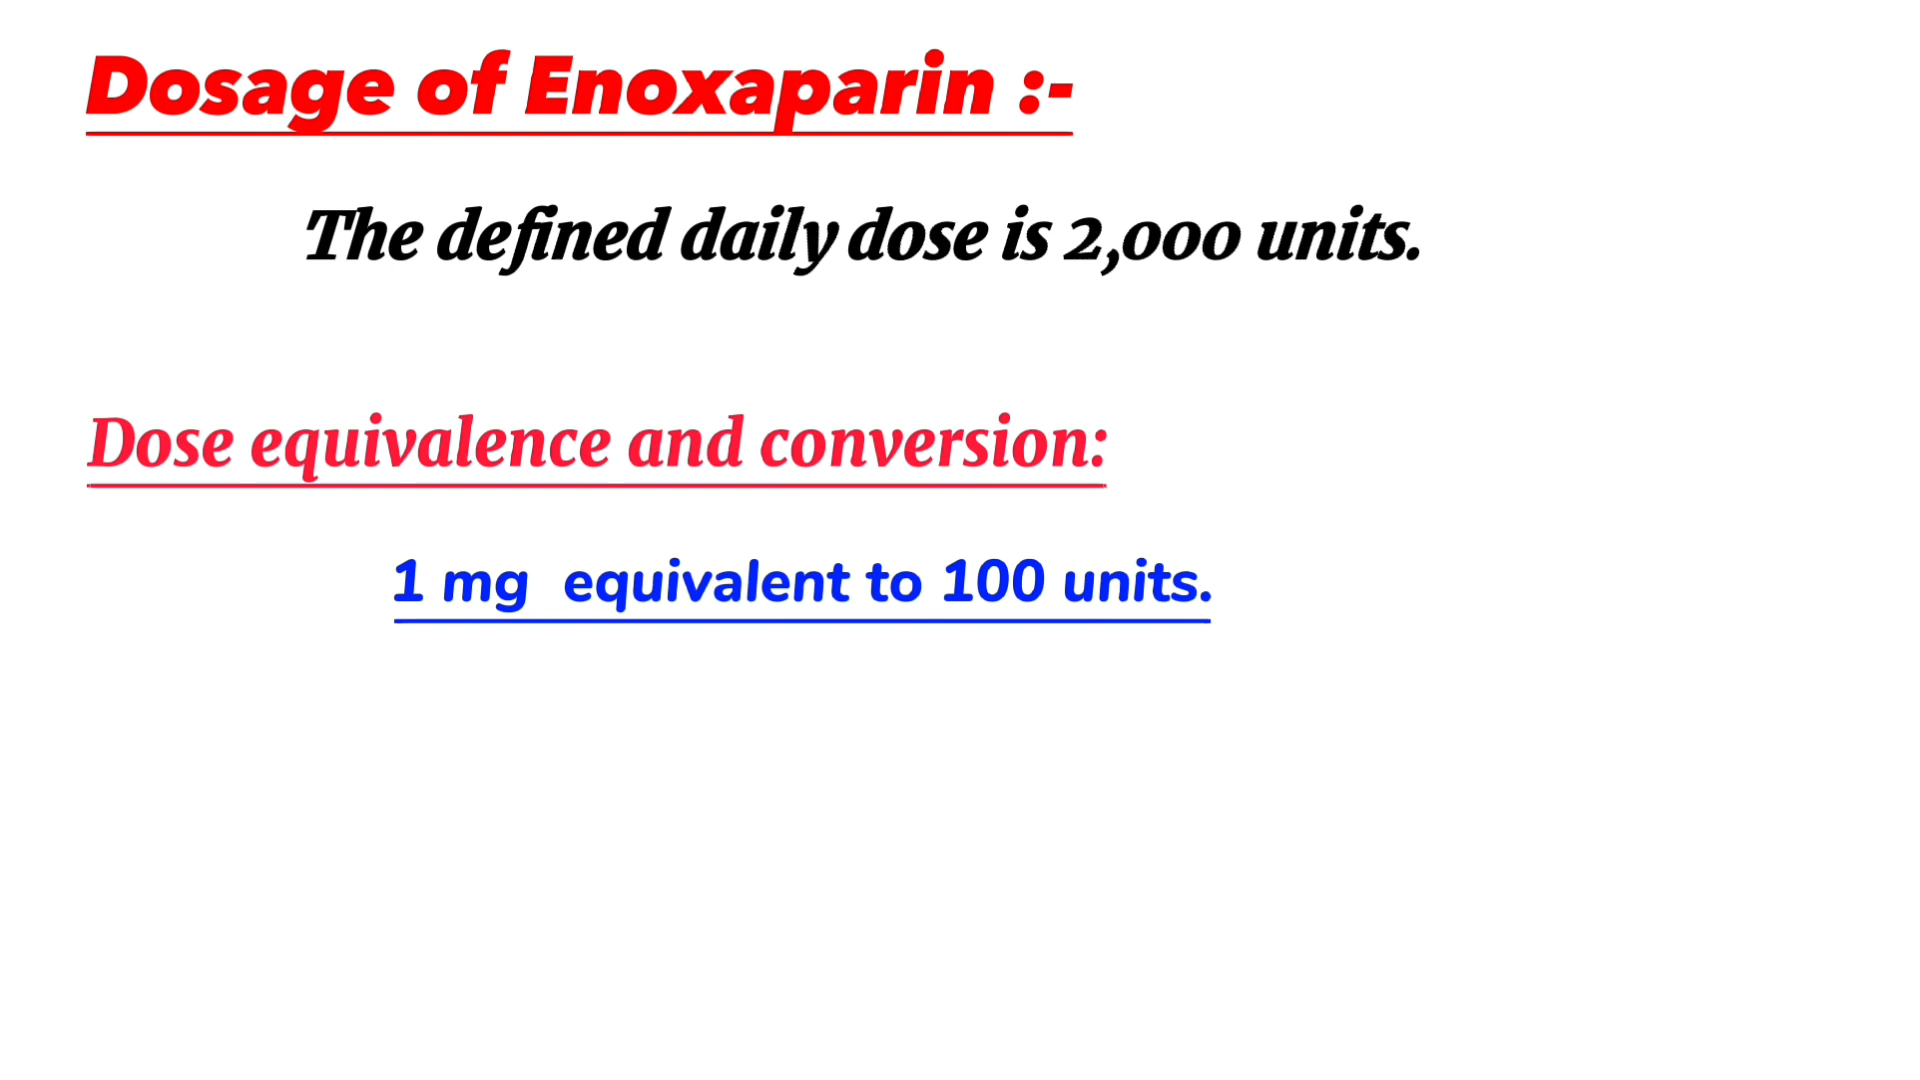 Dosage of Enoxaparin :-
The defined daily dose is 2,000 units.
Dose equivalence and conversion:
1 mg  equivalent to 100 units.